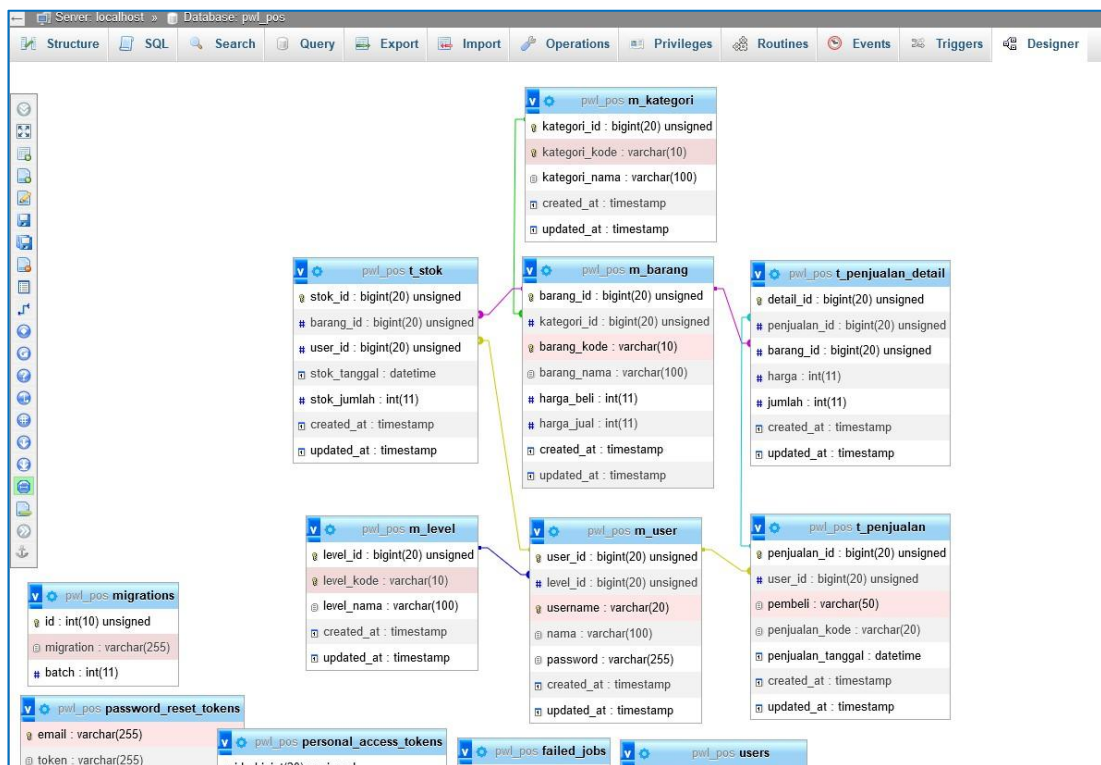 Server: localhost » Database: pwl_pos
Structure SQL Search Query Export Import Operations Privileges Routines Events Triggers Designer
pwl_pos m_kategori
kategori_id : bigint(20) unsigned
kategori_kode : varchar(10)
kategori_nama : varchar(100)
created_at : timestamp
updated_at : timestamp
pwl_pos t_stok
stok_id : bigint(20) unsigned
barang_id : bigint(20) unsigned
user_id : bigint(20) unsigned
stok_tanggal : datetime
stok_jumlah : int(11)
created_at : timestamp
updated_at : timestamp
pwl_pos m_barang
barang_id : bigint(20) unsigned
kategori_id : bigint(20) unsigned
barang_kode : varchar(10)
barang_nama : varchar(100)
harga_beli : int(11)
harga_jual : int(11)
created_at : timestamp
updated_at : timestamp
pwl_pos t_penjualan_detail
detail_id : bigint(20) unsigned
penjualan_id : bigint(20) unsigned
barang_id : bigint(20) unsigned
harga : int(11)
jumlah : int(11)
created_at : timestamp
updated_at : timestamp
pwl_pos m_level
level_id : bigint(20) unsigned
level_kode : varchar(10)
level_nama : varchar(100)
created_at : timestamp
updated_at : timestamp
pwl_pos m_user
user_id : bigint(20) unsigned
level_id : bigint(20) unsigned
username : varchar(20)
nama : varchar(100)
password : varchar(255)
created_at : timestamp
updated_at : timestamp
pwl_pos t_penjualan
penjualan_id : bigint(20) unsigned
user_id : bigint(20) unsigned
pembeli : varchar(50)
penjualan_kode : varchar(20)
penjualan_tanggal : datetime
created_at : timestamp
updated_at : timestamp
pwl_pos migrations
id : int(10) unsigned
migration : varchar(255)
batch : int(11)
pwl_pos password_reset_tokens
email : varchar(255)
token : varchar(255)
pwl_pos personal_access_tokens
pwl_pos failed_jobs
pwl_pos users